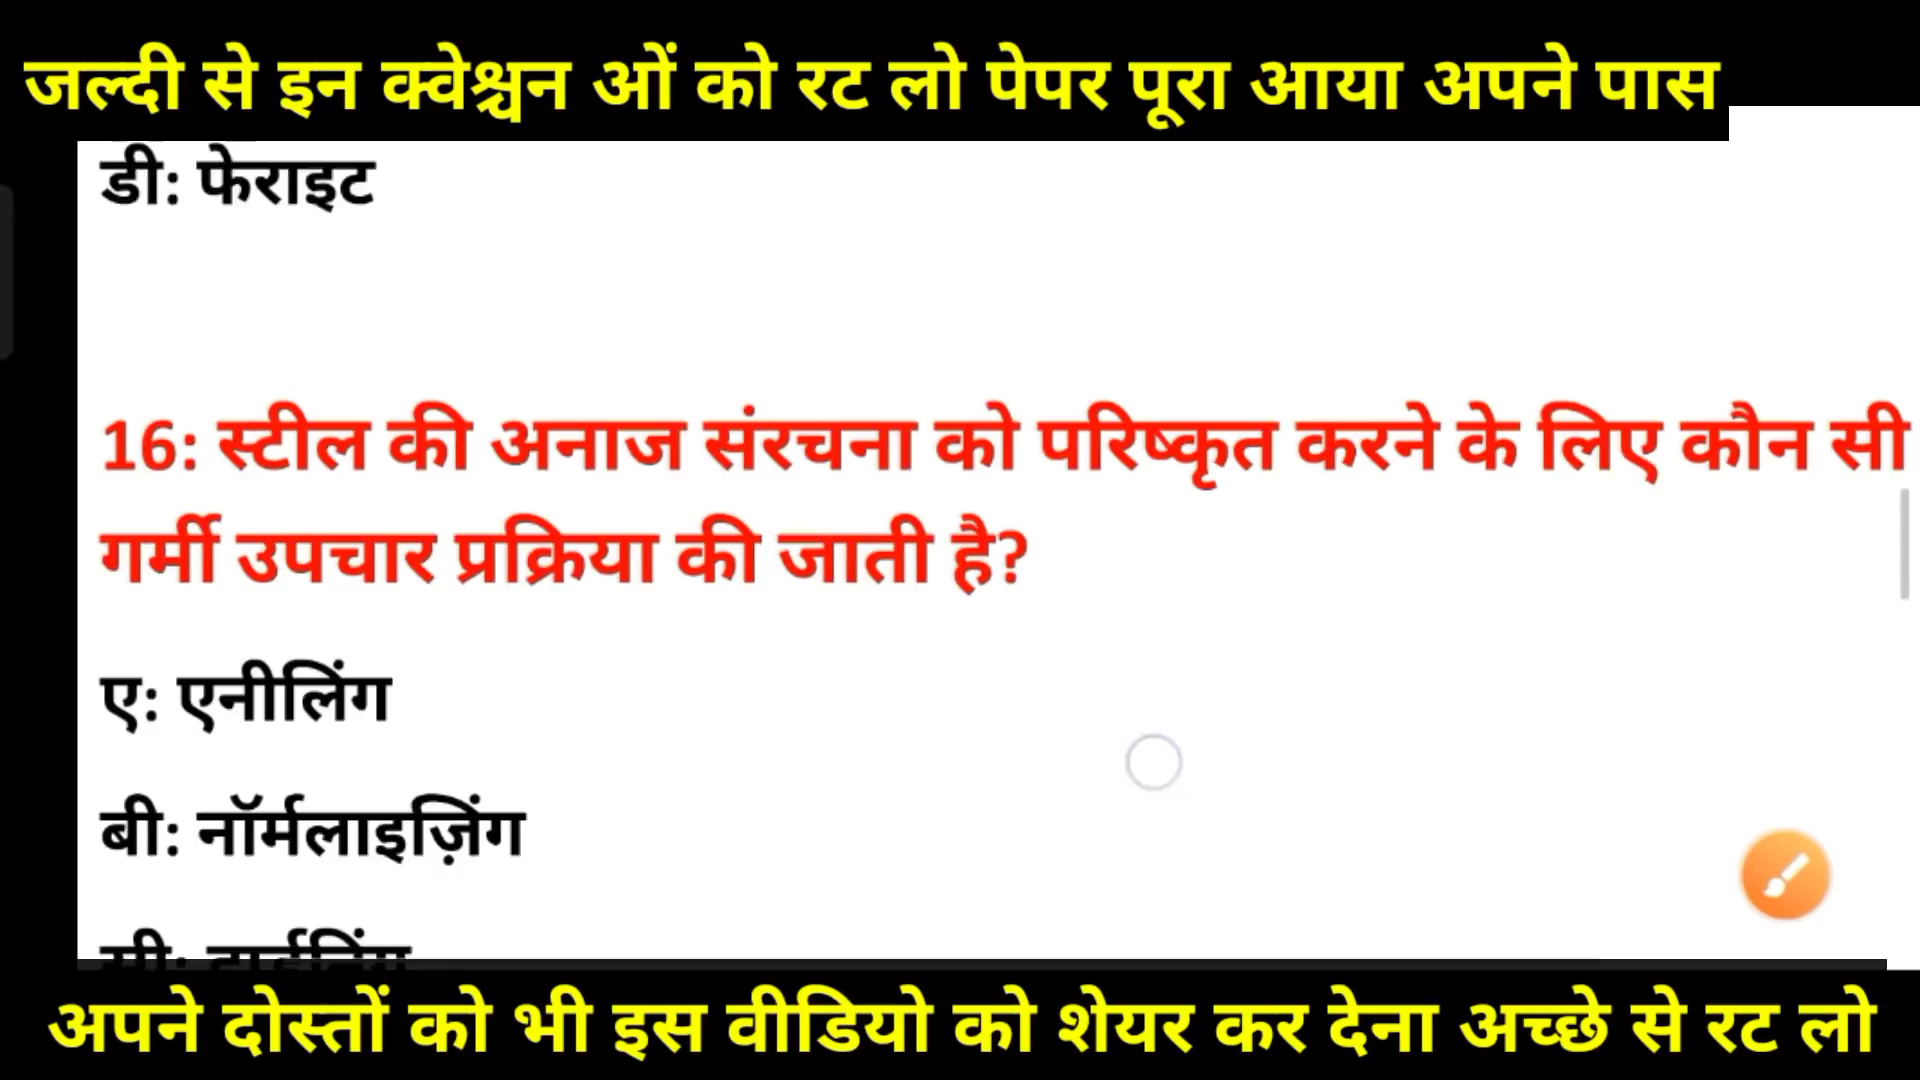 जल्दी से इन क्वेश्चन ओं को रट लो पेपर पूरा आया अपने पास
डी: फेराइट
16: स्टील की अनाज संरचना को परिष्कृत करने के लिए कौन सी
गर्मी उपचार प्रक्रिया की जाती है?
ए: एनीलिंग
बी: नॉर्मलाइज़िंग
सी:
अपने दोस्तों को भी इस वीडियो को शेयर कर देना अच्छे से रट लो